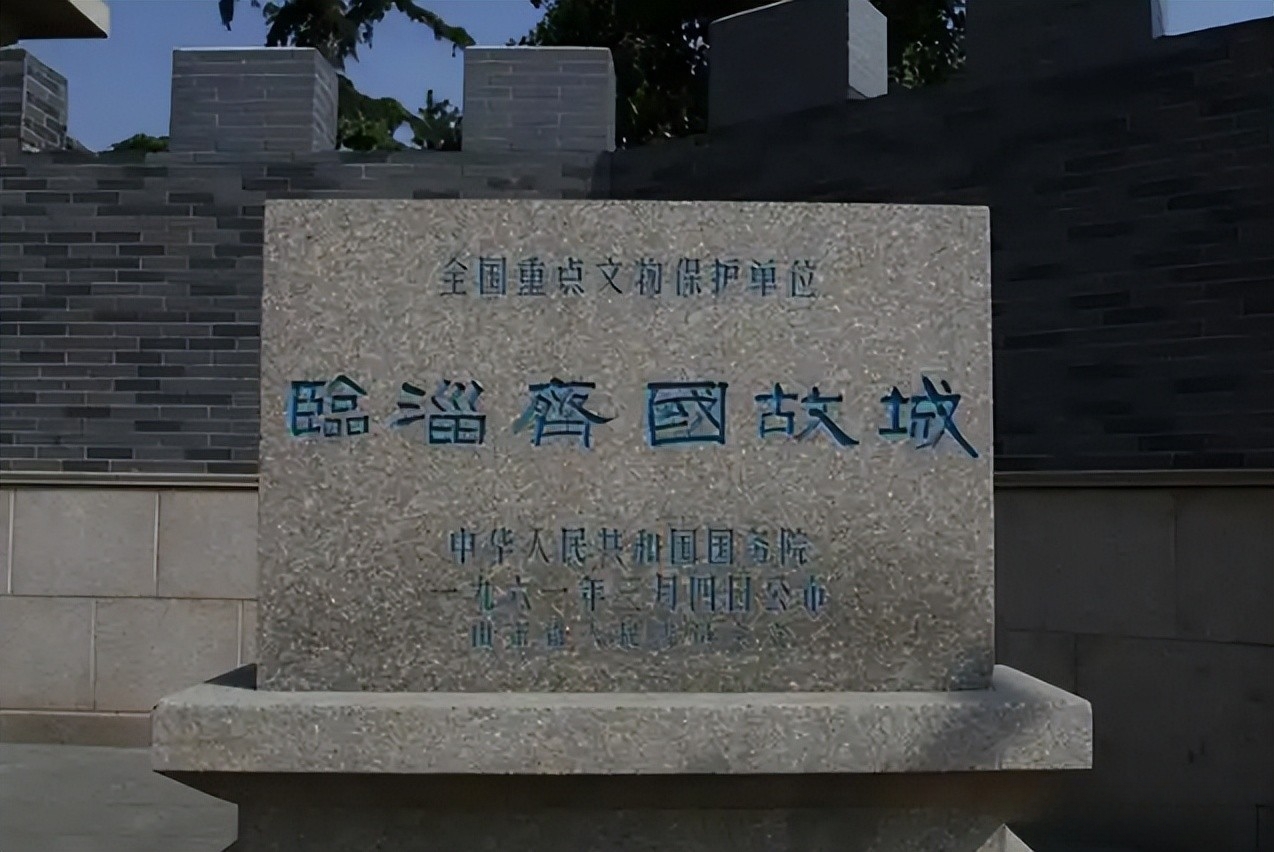 全国重点文物保护单位
臨淄齊國故城
中华人民共和国国务院
一九六一年三月四日公布
山东省人民